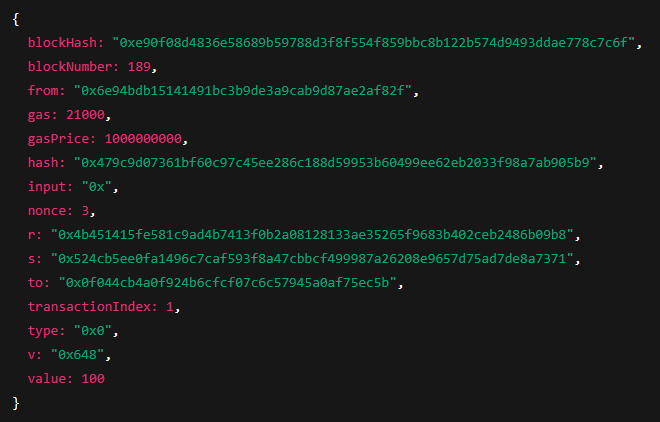 {
blockHash: "0xe90f08d4836e58689b59788d3f8f554f859bbc8b122b574d9493ddae778c7c6f",
blockNumber: 189,
from: "0x6e94bdb15141491bc3b9de3a9cab9d87ae2af82f",
gas: 21000,
gasPrice: 1000000000,
hash: "0x479c9d07361bf60c97c45ee286c188d59953b60499ee62eb2033f98a7ab905b9",
input: "0x",
nonce: 3,
r: "0x4b451415fe581c9ad4b7413f0b2a08128133ae35265f9683b402ceb2486b09b8",
s: "0x524cb5ee0fa1496c7caf593f8a47cbbcf499987a26208e9657d75ad7de8a7371",
to: "0x0f044cb4a0f924b6cfcf07c6c57945a0af75ec5b",
transactionIndex: 1,
type: "0x0",
v: "0x648",
value: 100
}